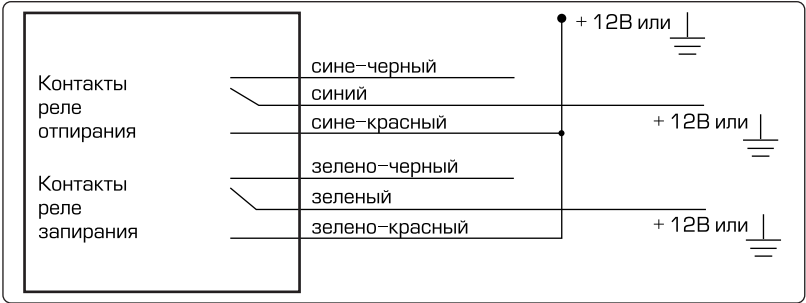 + 12В или
сине-черный
Контакты
реле
отпирания
синий
сине-красный
+ 12В или
зелено-черный
Контакты
реле
запирания
зеленый
зелено-красный
+ 12В или